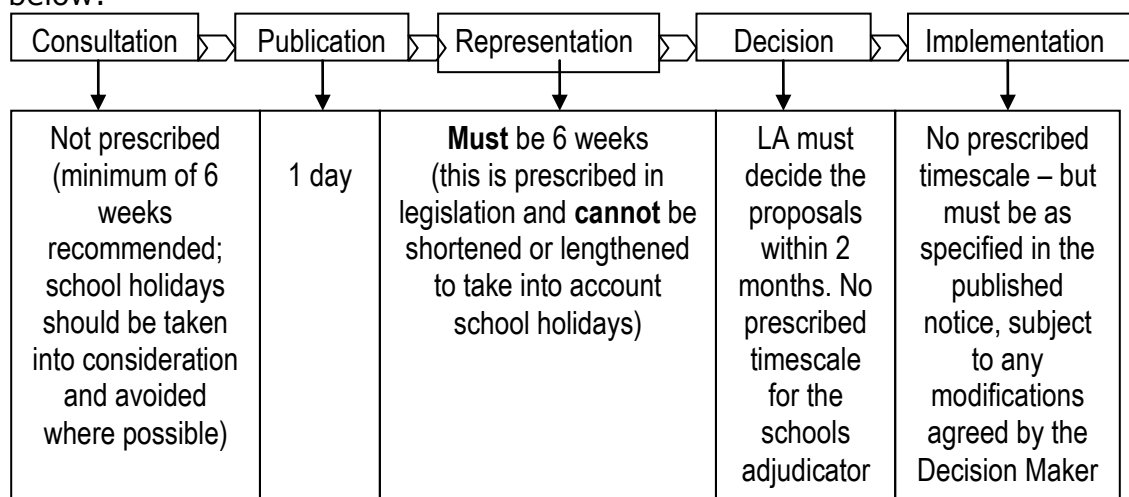 below:
Consultation
Publication
Representation
Decision
Implementation
Not prescribed
(minimum of 6
weeks
recommended;
school holidays
should be taken
into consideration
and avoided
where possible)
1 day
Must be 6 weeks
(this is prescribed in
legislation and cannot be
shortened or lengthened
to take into account
school holidays)
LA must
decide the
proposals
within 2
months. No
prescribed
timescale
for the
schools
adjudicator
No prescribed
timescale – but
must be as
specified in the
published
notice, subject
to any
modifications
agreed by the
Decision Maker